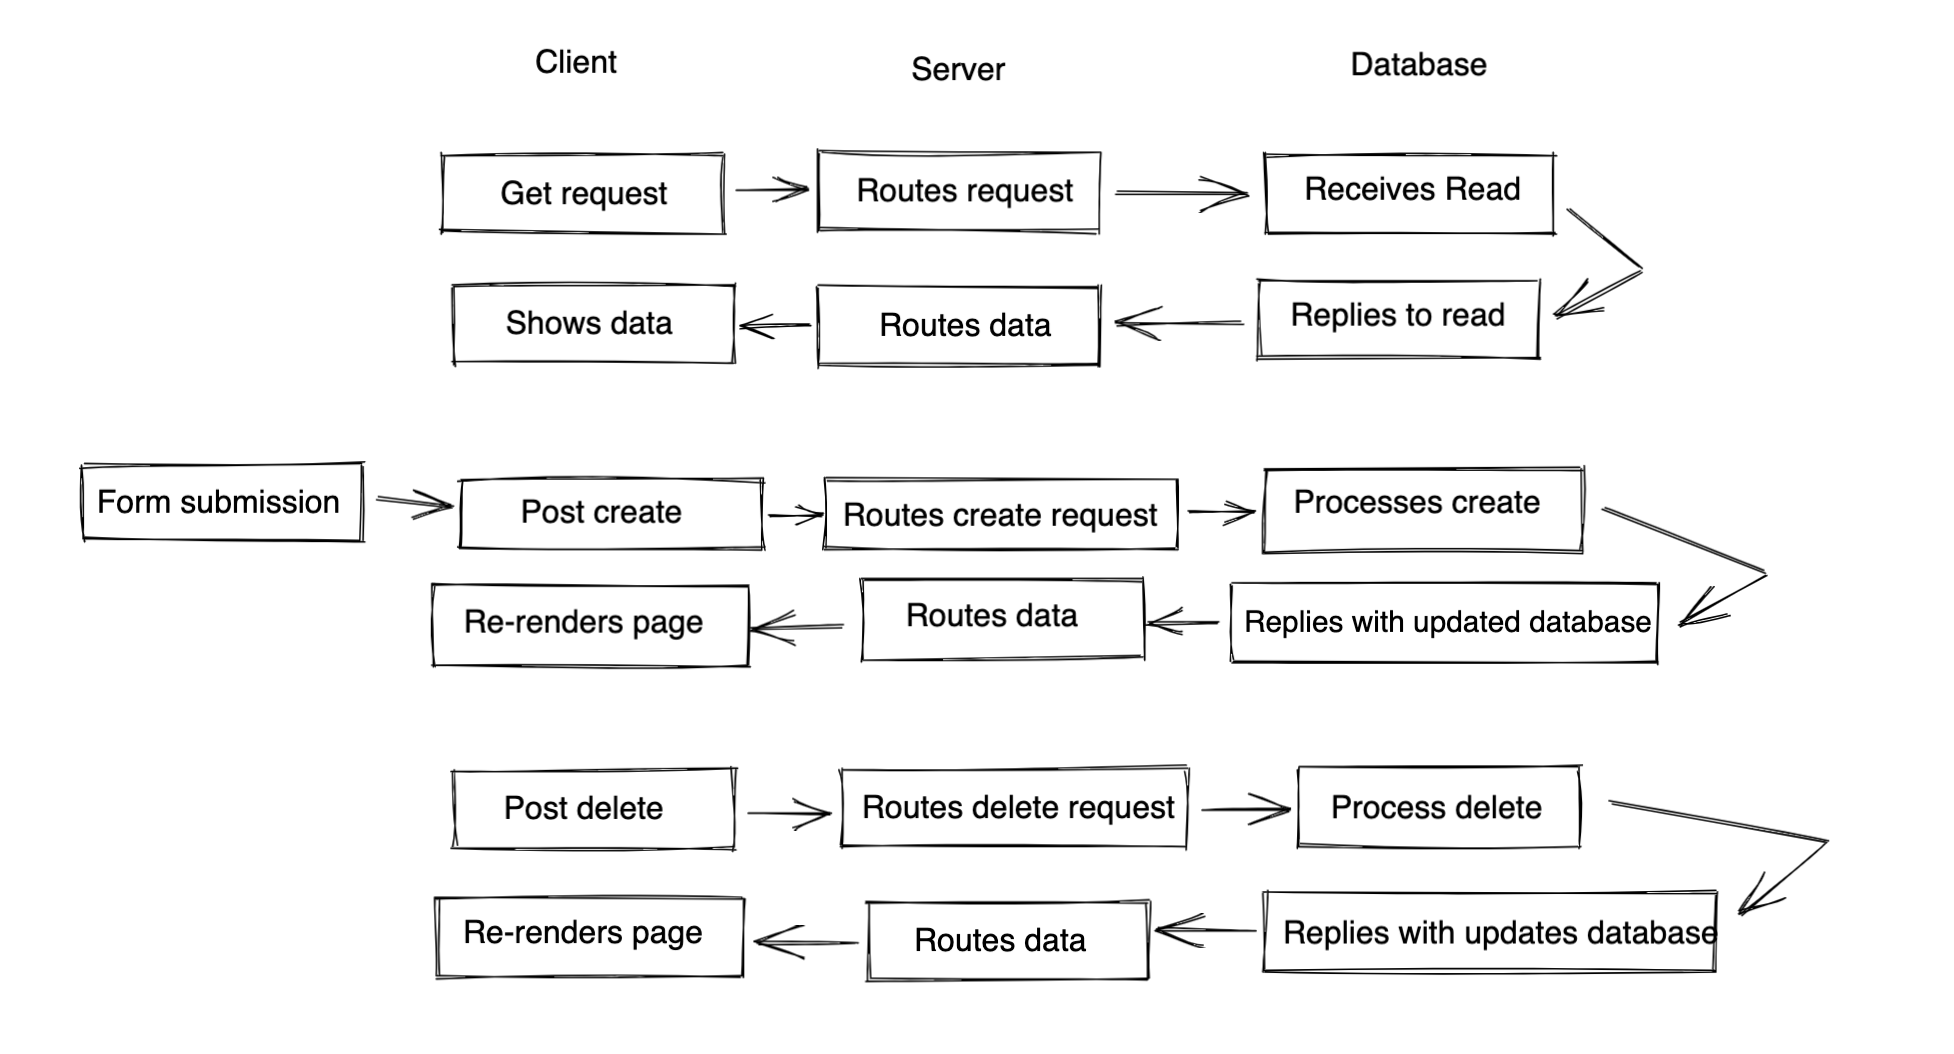 Client
Server
Database
Get request
Routes request
Receives Read
Shows data
Routes data
Replies to read
Form submission
Post create
Routes create request
Processes create
Re-renders page
Routes data
Replies with updated database
Post delete
Routes delete request
Process delete
Re-renders page
Routes data
Replies with updates database